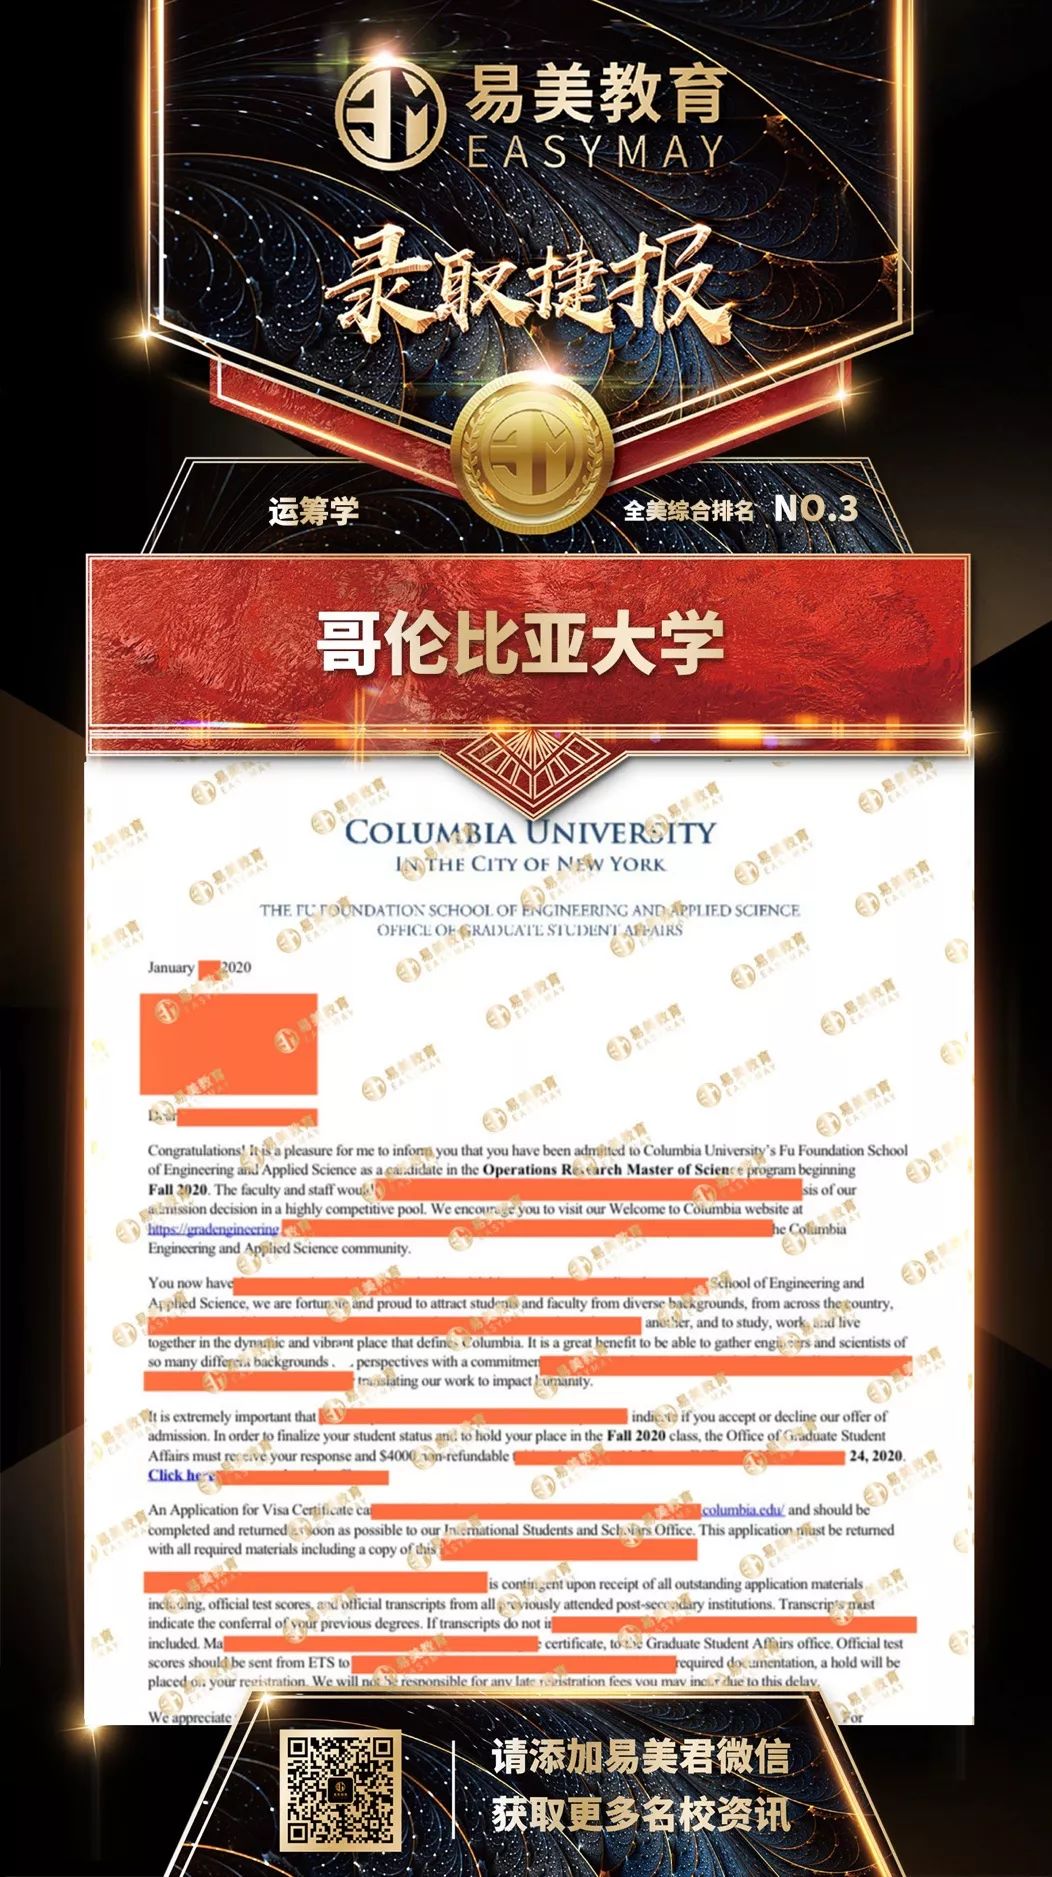 易美教育
EASYMAY
录取捷报
运筹学
全美综合排名 NO.3
哥伦比亚大学
COLUMBIA UNIVERSITY
IN THE CITY OF NEW YORK
THE FU FOUNDATION SCHOOL OF ENGINEERING AND APPLIED SCIENCE
OFFICE OF GRADUATE STUDENT AFFAIRS
January 2020
Dear
Congratulations! It is a pleasure for me to inform you that you have been admitted to Columbia University's Fu Foundation School
of Engineering and Applied Science as a candidate in the Operations Research Master of Science program beginning
Fall 2020. The faculty and staff would sis of our
admission decision in a highly competitive pool. We encourage you to visit our Welcome to Columbia website at
https://gradengineering he Columbia
Engineering and Applied Science community.
You now have School of Engineering and
Applied Science, we are fortunate and proud to attract students and faculty from diverse backgrounds, from across the country,
another, and to study, work, and live
together in the dynamic and vibrant place that defines Columbia. It is a great benefit to be able to gather engineers and scientists of
so many different backgrounds perspectives with a commitmen
translating our work to impact humanity.
It is extremely important that indicate if you accept or decline our offer of
admission. In order to finalize your student status and to hold your place in the Fall 2020 class, the Office of Graduate Student
Affairs must receive your response and $4000 non-refundable 24, 2020.
Click here
An Application for Visa Certificate ca columbia.edu/ and should be
completed and returned as soon as possible to our International Students and Scholars Office. This application must be returned
with all required materials including a copy of this
is contingent upon receipt of all outstanding application materials
including, official test scores, and official transcripts from all previously attended post-secondary institutions. Transcripts must
indicate the conferral of your previous degrees. If transcripts do not i
included. Ma certificate, to the Graduate Student Affairs office. Official test
scores should be sent from ETS to required documentation, a hold will be
placed on your registration. We will not be responsible for any late registration fees you may incur due to this delay.
We appreciate For
请添加易美君微信
获取更多名校资讯